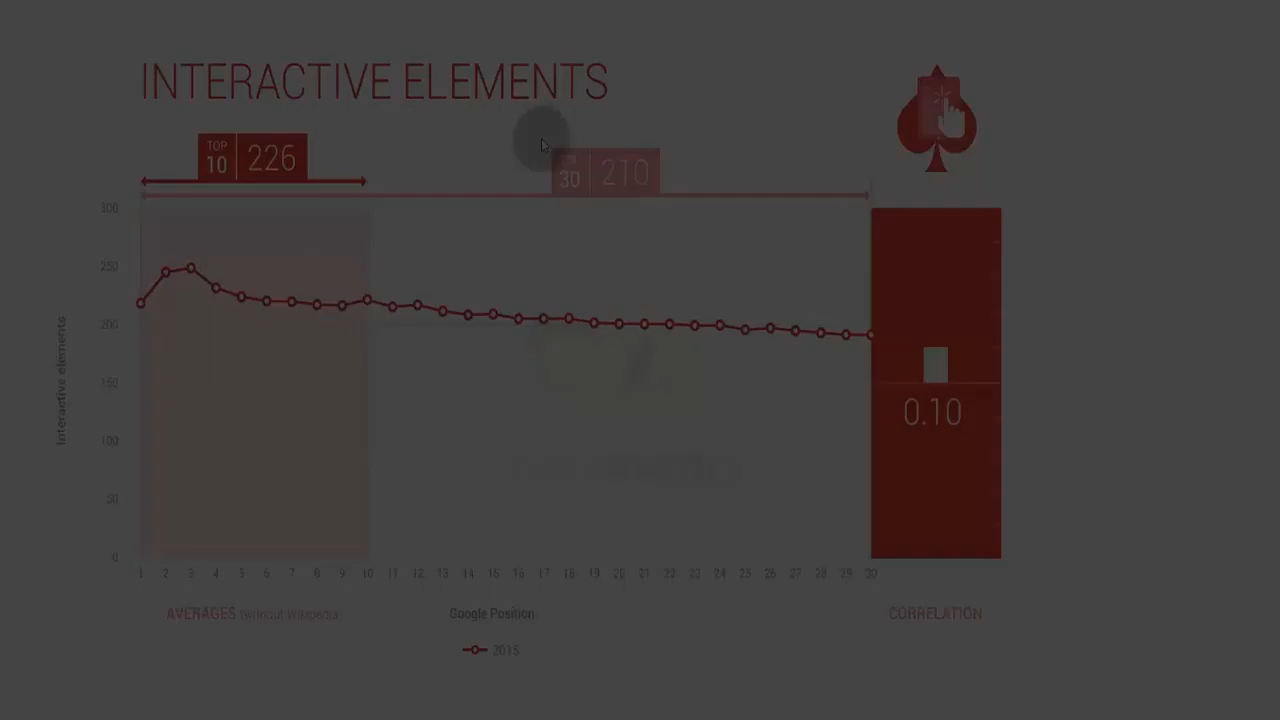 INTERACTIVE ELEMENTS
TOP
10 226
30 210
300
250
200
150
100
50
0
Interactive elements
1 2 3 4 5 6 7 8 9 10 11 12 13 14 15 16 17 18 19 20 21 22 23 24 25 26 27 28 29 30
0.10
AVERAGES (without Wikipedia)
Google Position
CORRELATION
2015